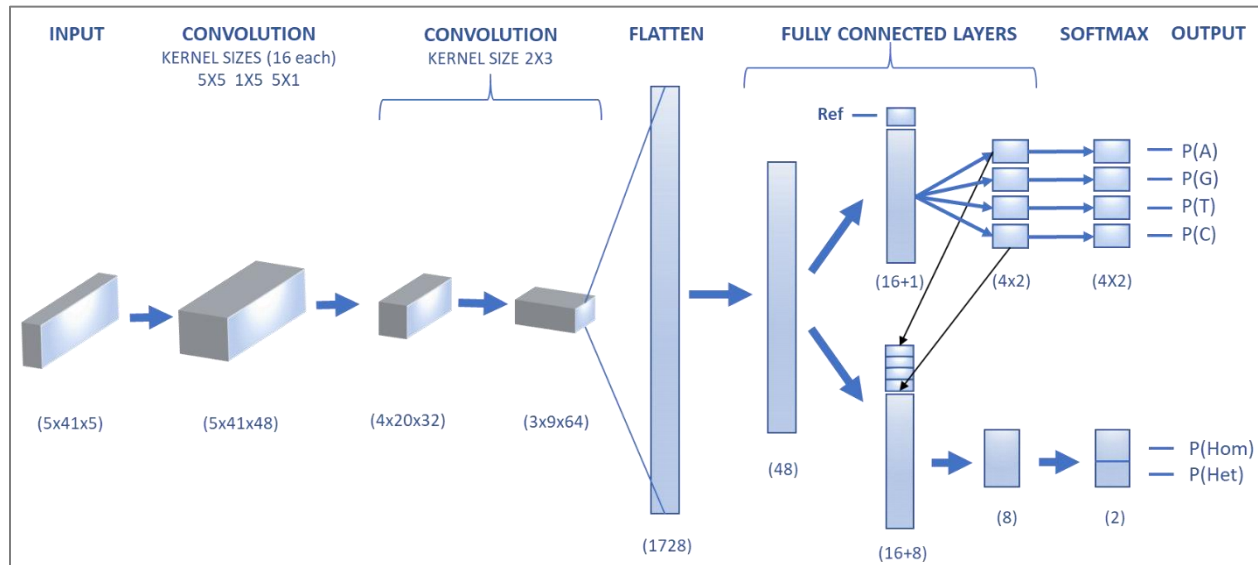 INPUT
CONVOLUTION
KERNEL SIZES (16 each)
5X5 1X5 5X1
CONVOLUTION
KERNEL SIZE 2X3
FLATTEN
FULLY CONNECTED LAYERS
SOFTMAX
OUTPUT
Ref
P(A)
P(G)
P(T)
P(C)
(16+1)
(4x2)
(4X2)
(5x41x5)
(5x41x48)
(4x20x32)
(3x9x64)
(48)
P(Hom)
P(Het)
(8)
(2)
(1728)
(16+8)